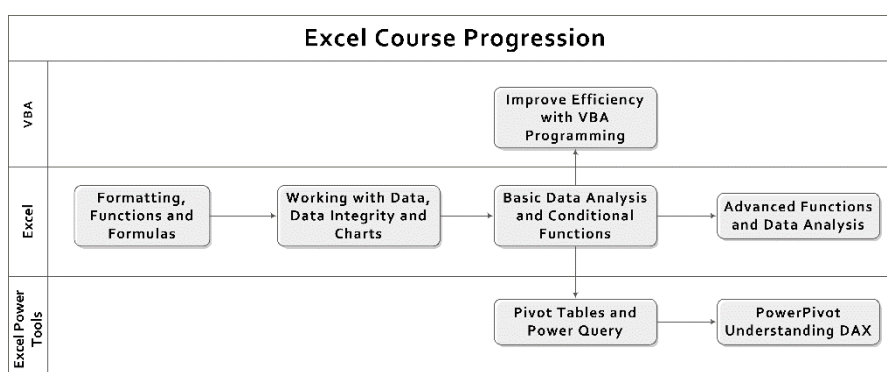 Excel Course Progression
VBA
Improve Efficiency
with VBA
Programming
Excel
Formatting,
Functions and
Formulas
Working with Data,
Data Integrity and
Charts
Basic Data Analysis
and Conditional
Functions
Advanced Functions
and Data Analysis
Excel Power
Tools
Pivot Tables and
Power Query
PowerPivot
Understanding DAX